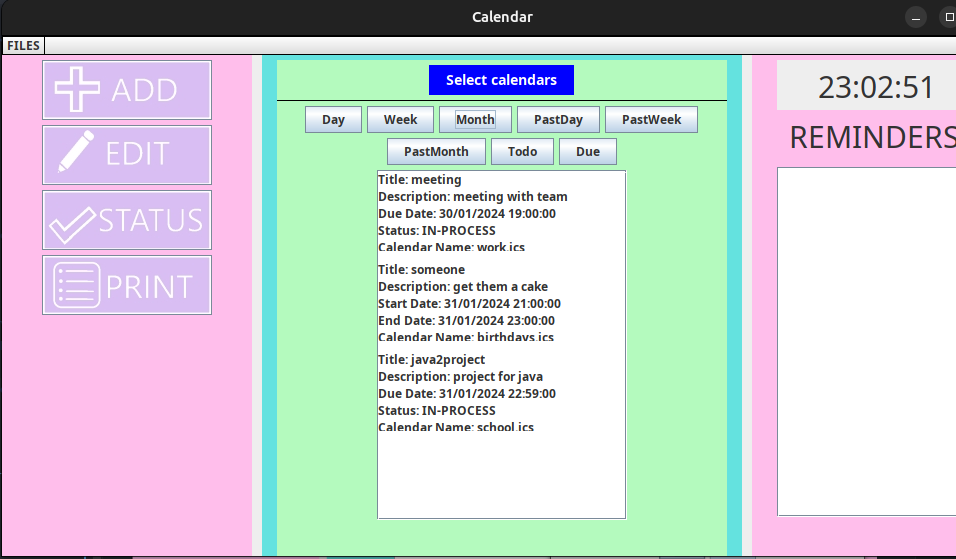 Calendar
FILES
ADD
EDIT
STATUS
PRINT
Select calendars
Day Week Month PastDay PastWeek
PastMonth Todo Due
Title: meeting
Description: meeting with team
Due Date: 30/01/2024 19:00:00
Status: IN-PROCESS
Calendar Name: work.ics
Title: someone
Description: get them a cake
Start Date: 31/01/2024 21:00:00
End Date: 31/01/2024 23:00:00
Calendar Name: birthdays.ics
Title: java2project
Description: project for java
Due Date: 31/01/2024 22:59:00
Status: IN-PROCESS
Calendar Name: school.ics
23:02:51
REMINDERS